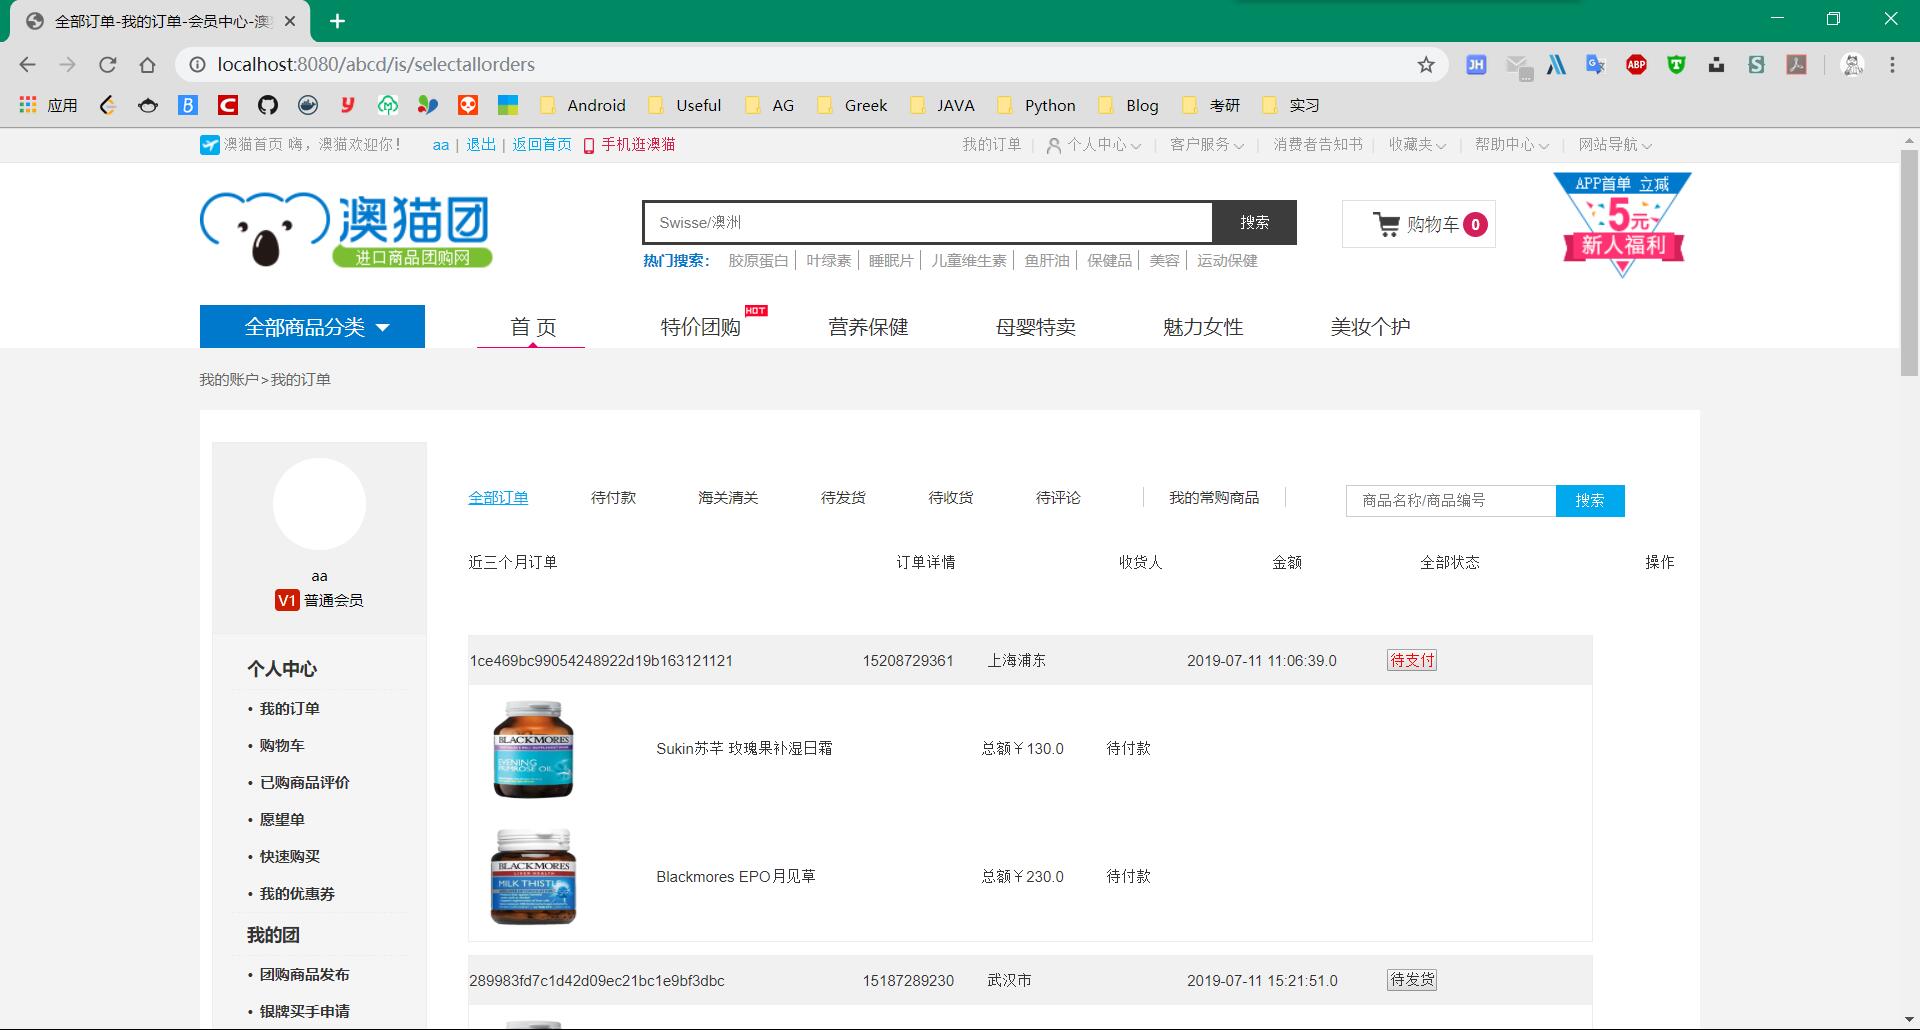 全部订单-我的订单-会员中心-澳
localhost:8080/abcd/is/selectallorders
应用 Android Useful AG Greek JAVA Python Blog 考研 实习
澳猫首页 嗨，澳猫欢迎你！ aa | 退出 | 返回首页 手机逛澳猫 我的订单 个人中心 客户服务 消费者告知书 收藏夹 帮助中心 网站导航
澳猫团
进口商品团购网
Swisse/澳洲 搜索
购物车 0
APP首单 立减
5元
新人福利
热门搜索： 胶原蛋白 叶绿素 睡眠片 儿童维生素 鱼肝油 保健品 美容 运动保健
全部商品分类 首 页 特价团购 HOT 营养保健 母婴特卖 魅力女性 美妆个护
我的账户>我的订单
aa
V1 普通会员
个人中心
• 我的订单
• 购物车
• 已购商品评价
• 愿望单
• 快速购买
• 我的优惠券
我的团
• 团购商品发布
• 银牌买手申请
全部订单 待付款 海关清关 待发货 待收货 待评论 我的常购商品 商品名称/商品编号 搜索
近三个月订单 订单详情 收货人 金额 全部状态 操作
1ce469bc99054248922d19b163121121 15208729361 上海浦东 2019-07-11 11:06:39.0 待支付
BLACKMORES
EVENING
PRIMROSE OIL
Sukin苏芊 玫瑰果补湿日霜 总额￥130.0 待付款
BLACKMORES
LIVER HEALTH
MILK THISTLE
Blackmores EPO月见草 总额￥230.0 待付款
289983fd7c1d42d09ec21bc1e9bf3dbc 15187289230 武汉市 2019-07-11 15:21:51.0 待发货